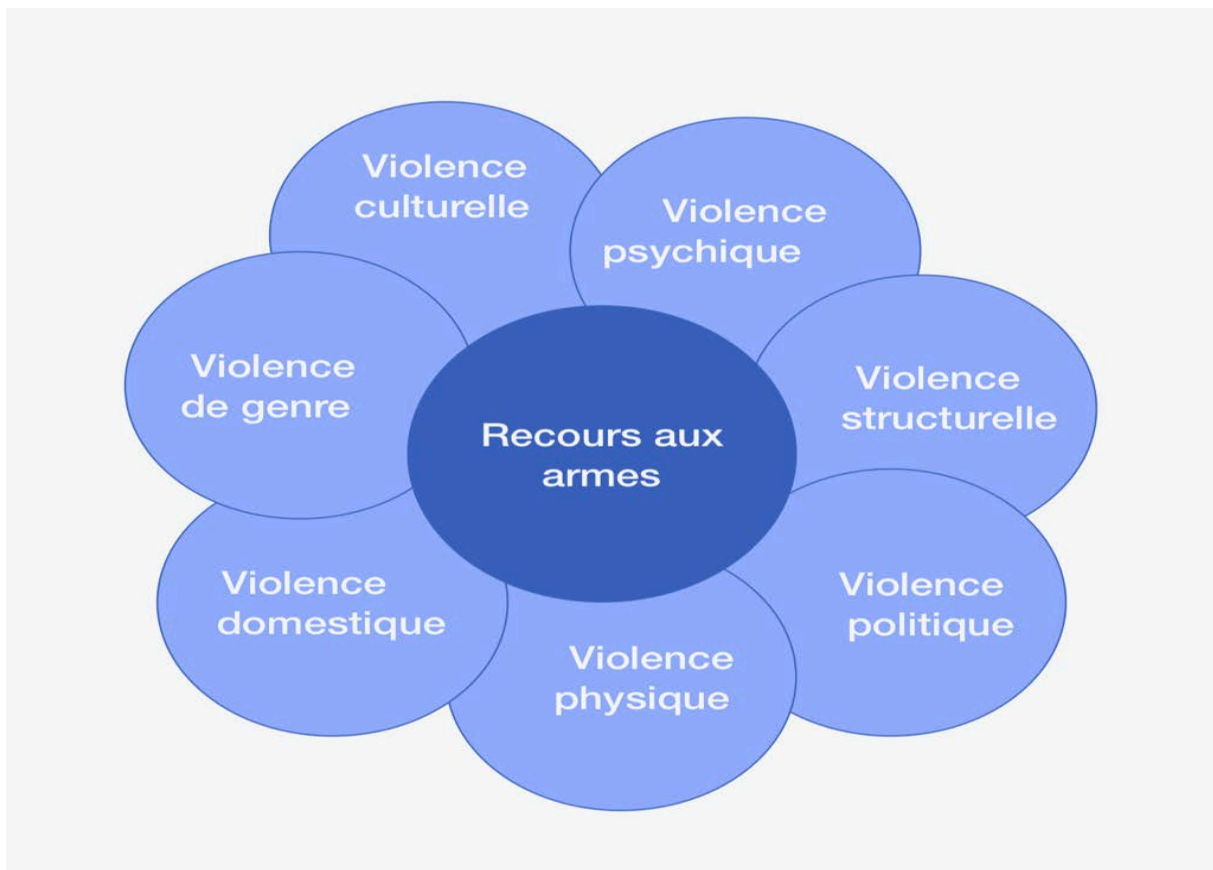 Violence
culturelle
Violence
psychique
Violence
de genre
Violence
structurelle
Recours aux
armes
Violence
domestique
Violence
politique
Violence
physique